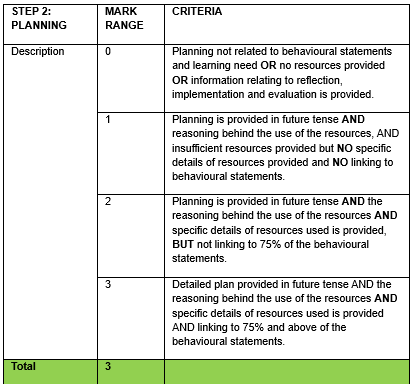 STEP 2: PLANNING
MARK RANGE
CRITERIA
Description
0
Planning not related to behavioural statements
and learning need OR no resources provided
OR information relating to reflection,
implementation and evaluation is provided.
1
Planning is provided in future tense AND
reasoning behind the use of the resources, AND
insufficient resources provided but NO specific
details of resources provided and NO linking to
behavioural statements.
2
Planning is provided in future tense AND the
reasoning behind the use of the resources AND
specific details of resources used is provided,
BUT not linking to 75% of the behavioural
statements.
3
Detailed plan provided in future tense AND the
reasoning behind the use of the resources AND
specific details of resources used is provided
AND linking to 75% and above of the
behavioural statements.
Total
3